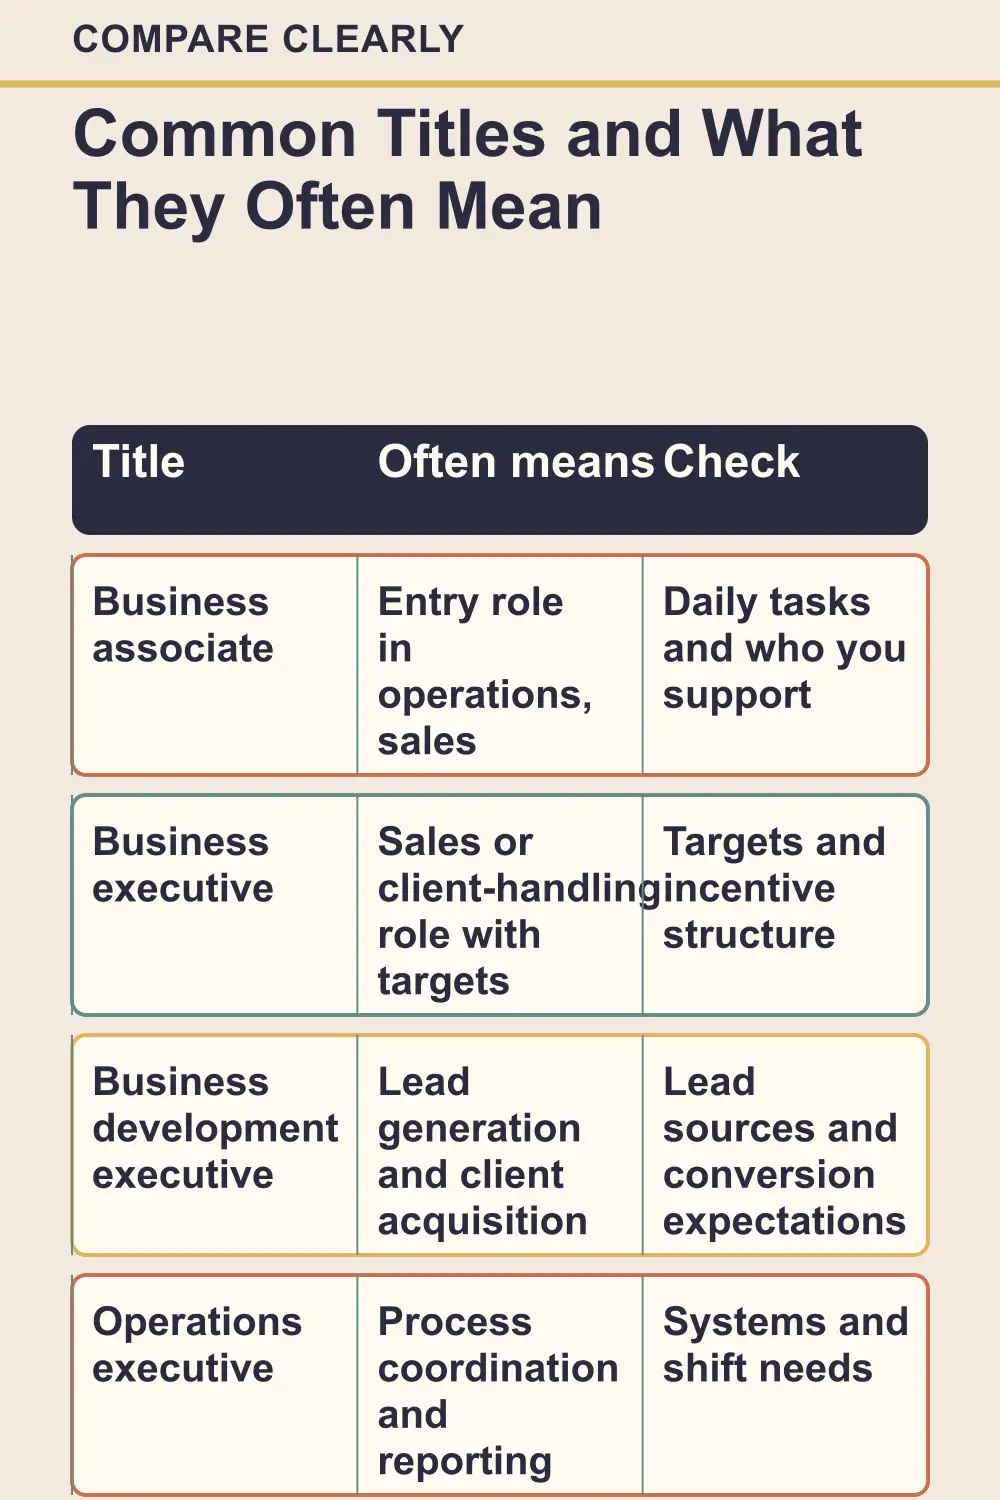 COMPARE CLEARLY
Common Titles and What
They Often Mean
Title
Often means
Check
Business
associate
Entry role
in
operations,
sales
Daily tasks
and who you
support
Business
executive
Sales or
client-handling
role with
targets
Targets and
incentive
structure
Business
development
executive
Lead
generation
and client
acquisition
Lead
sources and
conversion
expectations
Operations
executive
Process
coordination
and
reporting
Systems and
shift needs